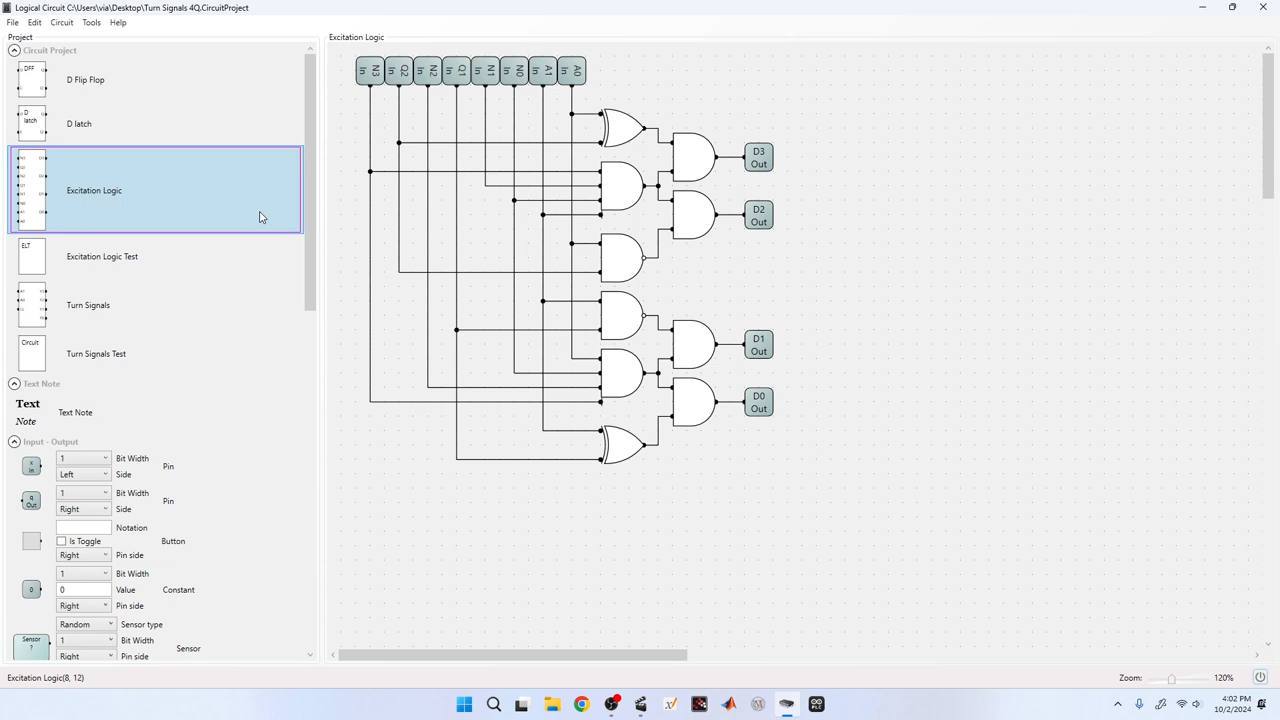 Logical Circuit C:\Users\via\Desktop\Turn Signals 4Q.CircuitProject
File Edit Circuit Tools Help
Project
Circuit Project
DFF
D Flip Flop
D latch
D latch
Excitation Logic
ELT
Excitation Logic Test
Turn Signals
Circuit
Turn Signals Test
Text Note
Text
Note
Text Note
Input - Output
x In
1 Bit Width
Left Side
Pin
q Out
1 Bit Width
Right Side
Pin
Notation
Is Toggle
Right Pin side
Button
1 Bit Width
0
0 Value
Right Pin side
Constant
Random Sensor type
Sensor ?
1 Bit Width
Right Pin side
Sensor
Excitation Logic(8, 12)
Excitation Logic
N3 In
Q2 In
N2 In
Q1 In
N1 In
N0 In
A1 In
A0 In
D3
Out
D2
Out
D1
Out
D0
Out
Zoom: 120%
PLC
4:02 PM
10/2/2024